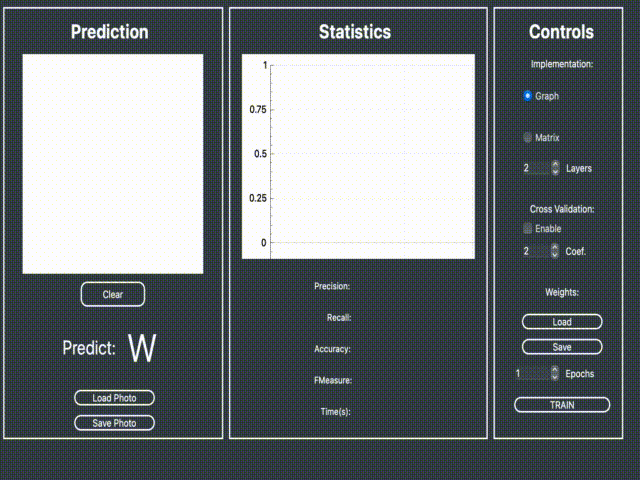 Prediction
Clear
Predict: W
Load Photo
Save Photo
Statistics
1
0.75
0.5
0.25
0
Precision:
Recall:
Accuracy:
FMeasure:
Time(s):
Controls
Implementation:
Graph
Matrix
2 Layers
Cross Validation:
Enable
2 Coef.
Weights:
Load
Save
1 Epochs
TRAIN